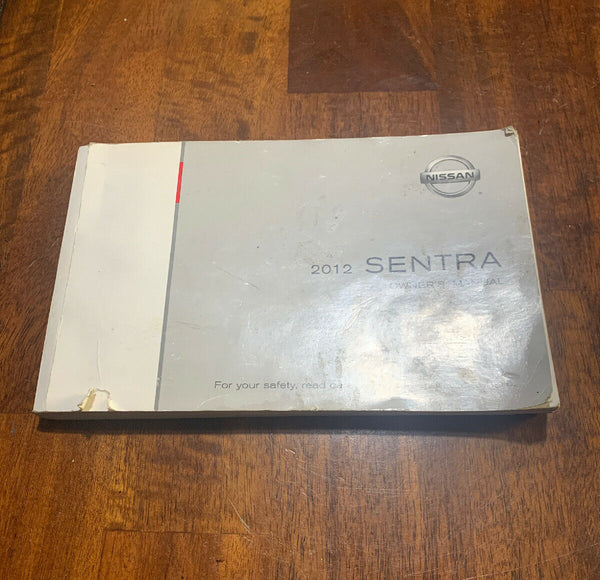 NISSAN
2012 SENTRA
OWNER'S MANUAL
For your safety, read